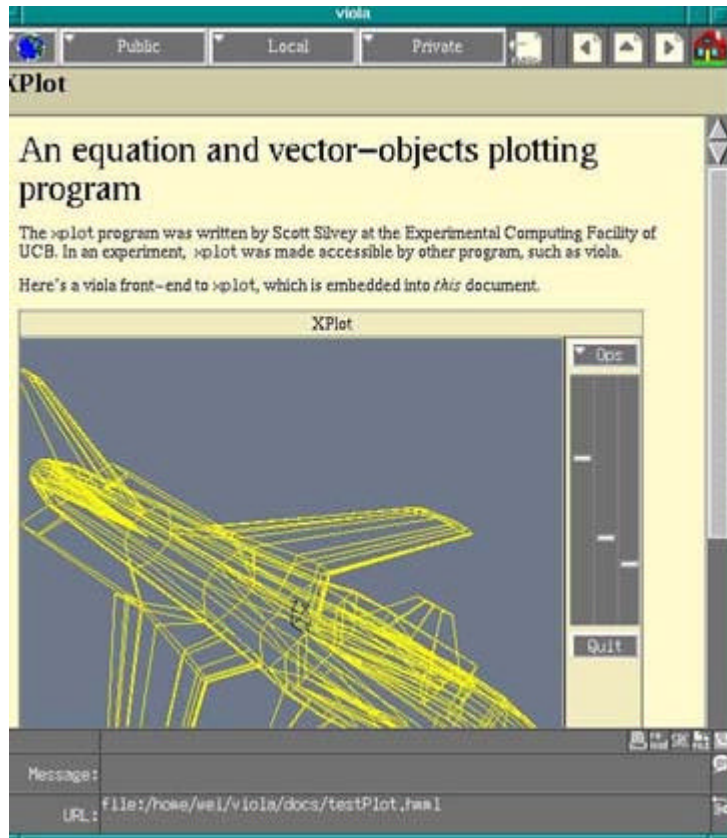 viola
Public Local Private
XPlot
An equation and vector-objects plotting
program
The xplot program was written by Scott Silvey at the Experimental Computing Facility of
UCB. In an experiment, xplot was made accessible by other program, such as viola.
Here's a viola front-end to xplot, which is embedded into this document.
XPlot
Ops
Quit
SRC
Message:
URL: file:/home/wei/viola/docs/testPlot.hmml